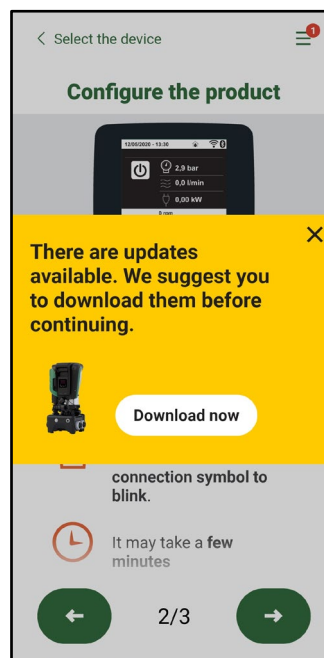 Select the device
1
Configure the product
12/05/2026 - 13:30
2,9 bar
0,0 l/min
0,00 kW
0 rpm
There are updates
available. We suggest you
to download them before
continuing.
Download now
connection symbol to
blink.
It may take a few
minutes
2/3